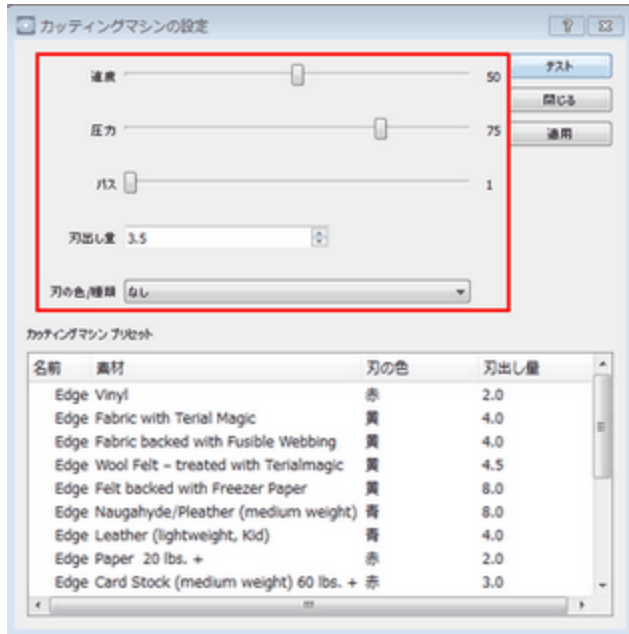 カッティングマシンの設定
速度 50 テスト
閉じる
圧力 75 適用
パス 1
刃出し量 3.5
刃の色/種類 なし
カッティングマシン プリセット
名前 素材 刃の色 刃出し量
Edge Vinyl 赤 2.0
Edge Fabric with Terial Magic 黄 4.0
Edge Fabric backed with Fusible Webbing 黄 4.0
Edge Wool Felt – treated with Terialmagic 黄 4.5
Edge Felt backed with Freezer Paper 黄 8.0
Edge Naugahyde/Pleather (medium weight) 青 8.0
Edge Leather (lightweight, Kid) 青 4.0
Edge Paper 20 lbs. + 赤 2.0
Edge Card Stock (medium weight) 60 lbs. + 赤 3.0